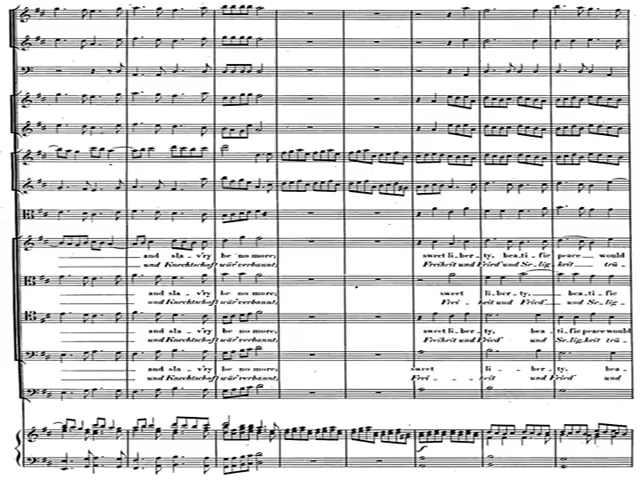 and sla-v'ry be no more;
sweet li-ber-ty, bea-ti-fic peace would
und Knechtschaft wär' verbannt,
Freiheit und Fried' und Se-lig-keit trü-
and sla-v'ry be no more;
sweet li-ber-ty, bea-ti-fic
und Knechtschaft wär' verbannt,
Frei-heit und Fried' und Se-lig-
and sla-v'ry be no more;
sweet li-ber-ty, bea-ti-fic peace would
und Knechtschaft wär' verbannt,
Freiheit und Fried' und Se-lig-keit trü-
and sla-v'ry be no more;
sweet li-ber-ty, bea-
und Knechtschaft wär' verbannt,
Frei-heit und Fried' und